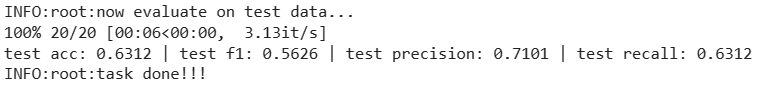 INFO:root:now evaluate on test data...
100% 20/20 [00:06<00:00,  3.13it/s]
test acc: 0.6312 | test f1: 0.5626 | test precision: 0.7101 | test recall: 0.6312
INFO:root:task done!!!